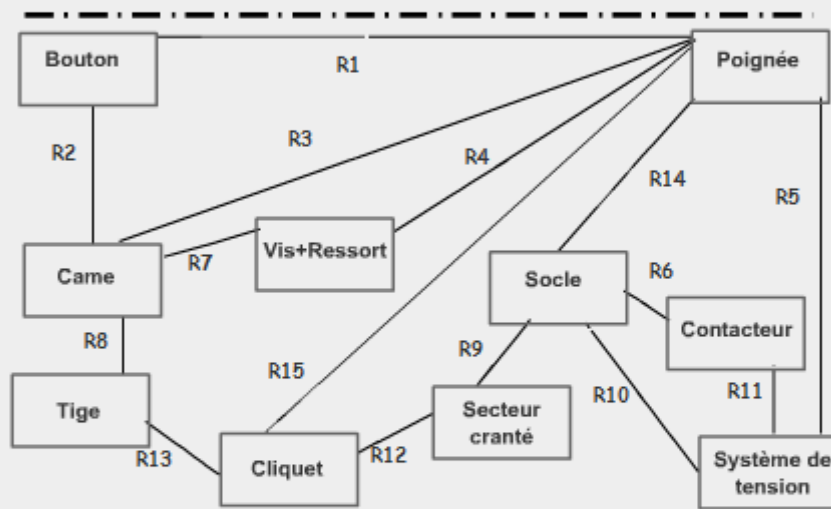 Bouton
Poignée
R1
R2
R3
R4
R14
R5
Came
R7
Vis+Ressort
Socle
R6
Contacteur
R8
R9
R15
R10
R11
Tige
Secteur
cranté
R13
Cliquet
R12
Système de
tension